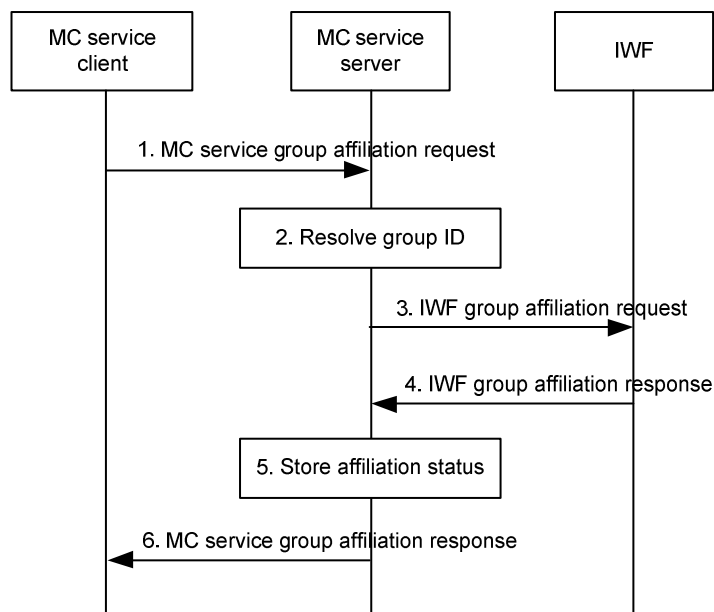 MC service
client
MC service
server
IWF
1. MC service group affiliation request
2. Resolve group ID
3. IWF group affiliation request
4. IWF group affiliation response
5. Store affiliation status
6. MC service group affiliation response